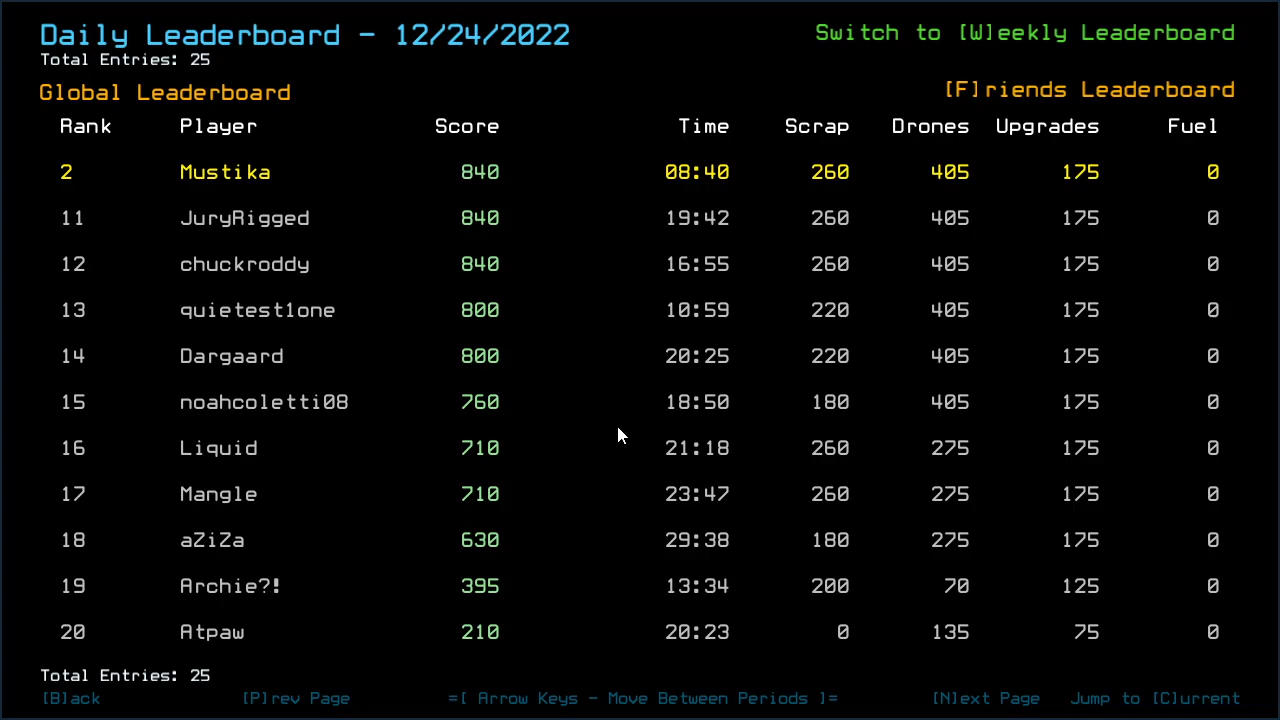 Daily Leaderboard - 12/24/2022 Switch to [W]eekly Leaderboard
Total Entries: 25
Global Leaderboard [F]riends Leaderboard
Rank Player Score Time Scrap Drones Upgrades Fuel
2 Mustika 840 08:40 260 405 175 0
11 JuryRigged 840 19:42 260 405 175 0
12 chuckroddy 840 16:55 260 405 175 0
13 quietest1one 800 10:59 220 405 175 0
14 Dargaard 800 20:25 220 405 175 0
15 noahcoletti08 760 18:50 180 405 175 0
16 Liquid 710 21:18 260 275 175 0
17 Mangle 710 23:47 260 275 175 0
18 aZiZa 630 29:38 180 275 175 0
19 Archie?! 395 13:34 200 70 125 0
20 Atpaw 210 20:23 0 135 75 0
Total Entries: 25
[B]ack [P]rev Page =[ Arrow Keys - Move Between Periods ]= [N]ext Page Jump to [C]urrent